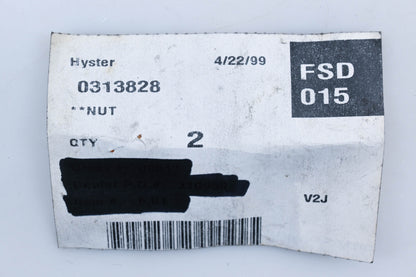 Hyster 4/22/99
FSD
015
0313828
**NUT
QTY 2
V2J